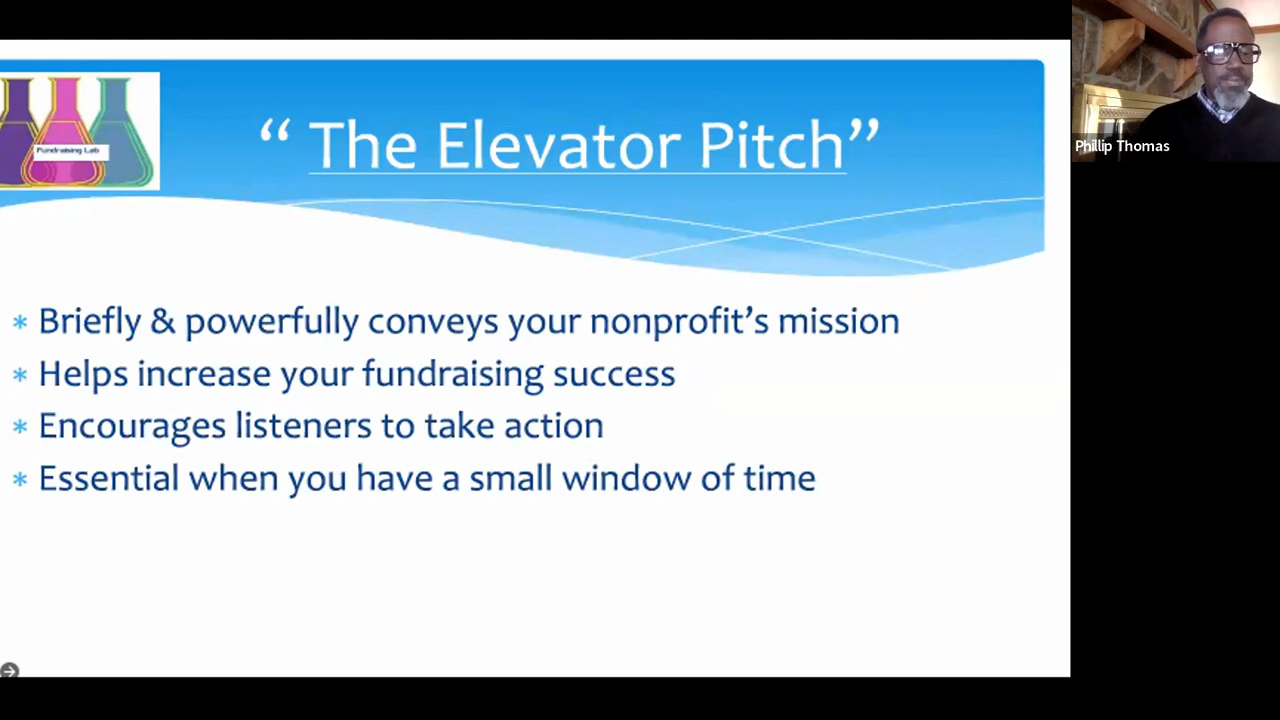 Fundraising Lab
“ The Elevator Pitch”
* Briefly & powerfully conveys your nonprofit’s mission
* Helps increase your fundraising success
* Encourages listeners to take action
* Essential when you have a small window of time
Phillip Thomas